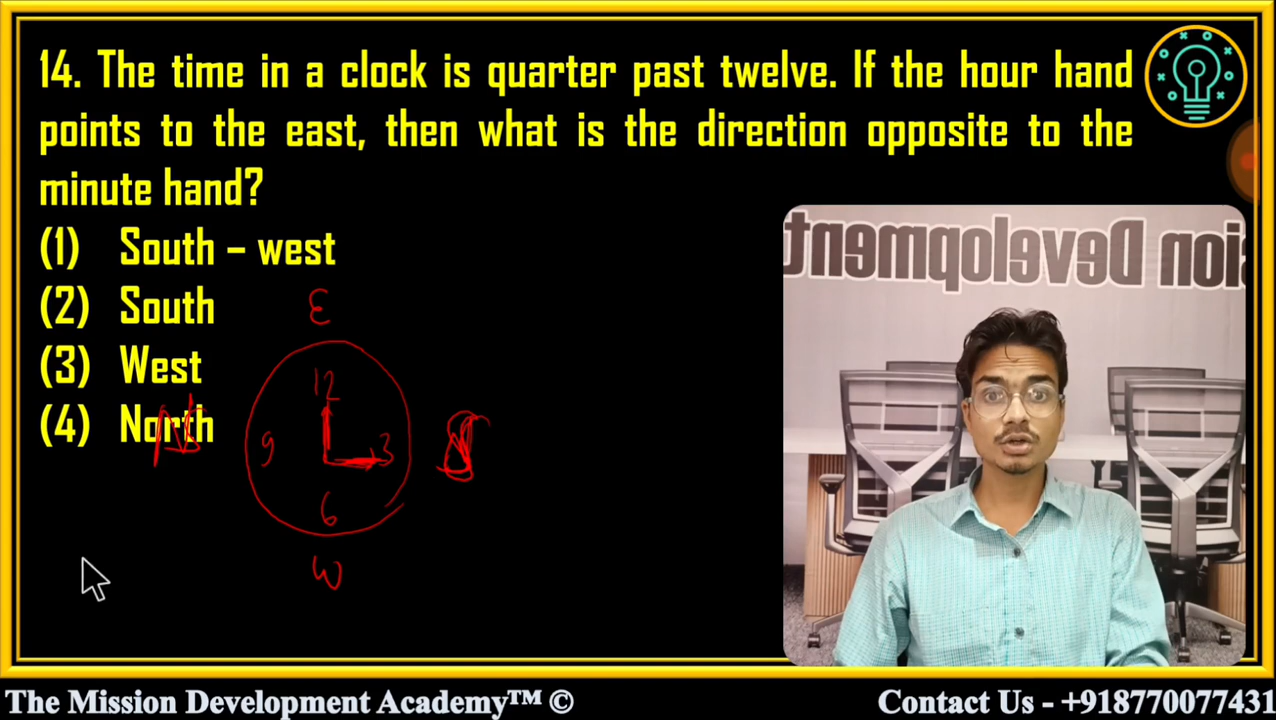 14. The time in a clock is quarter past twelve. If the hour hand
points to the east, then what is the direction opposite to the
minute hand?
(1) South – west
(2) South
(3) West
(4) North
E
12
9
3
6
W
sion Development
The Mission Development Academy™ ©
Contact Us - +918770077431